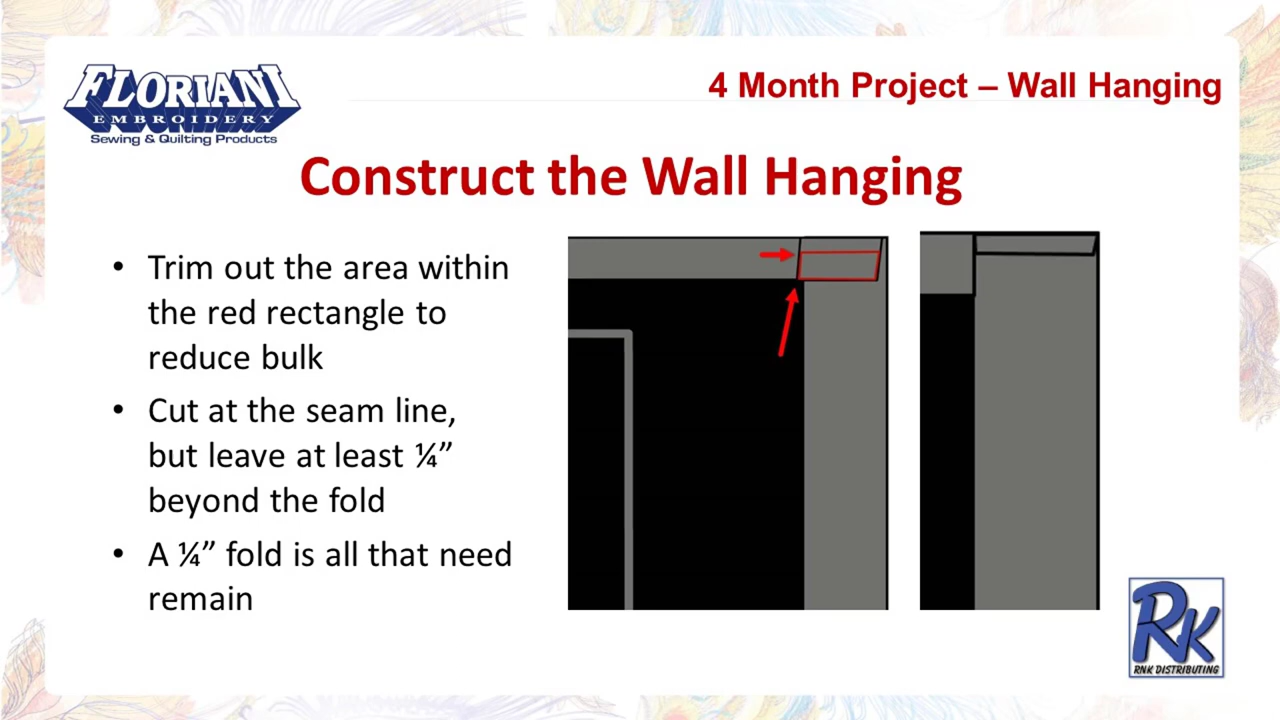 FLORIANI
EMBROIDERY
Sewing & Quilting Products
4 Month Project – Wall Hanging
Construct the Wall Hanging
• Trim out the area within
the red rectangle to
reduce bulk
• Cut at the seam line,
but leave at least ¼”
beyond the fold
• A ¼” fold is all that need
remain
RK
RNK DISTRIBUTING